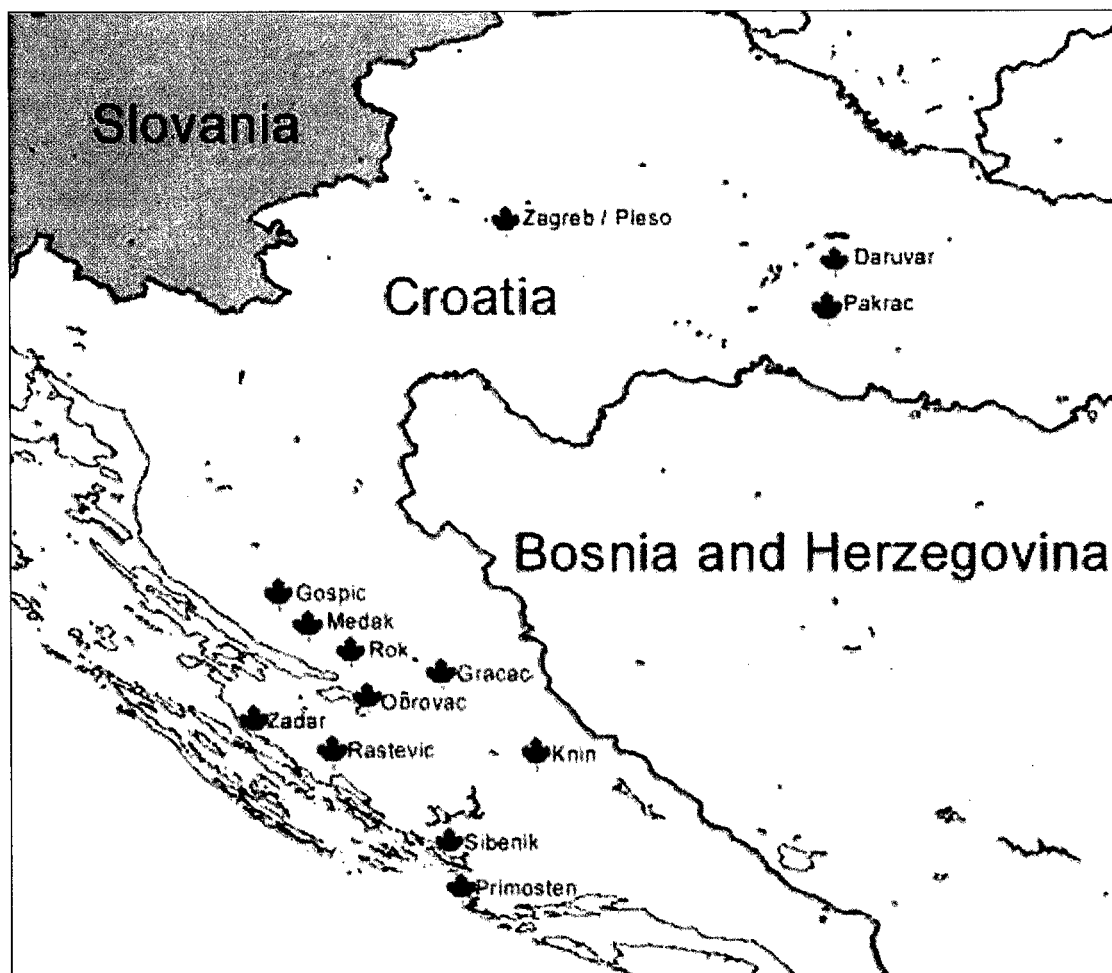 Slovania
Zagreb / Pleso
Daruvar
Croatia
Pakrac
Bosnia and Herzegovina
Gospic
Medak
Rok
Gracac
Obrovac
Zadar
Rastevic
Knin
Sibenik
Primosten